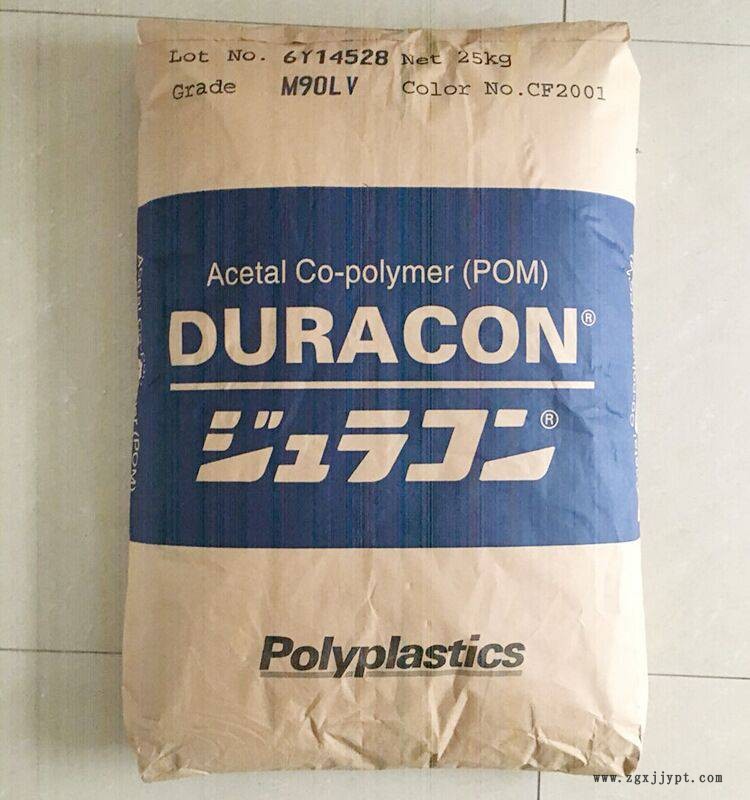 Lot No. 6Y14528 Net 25kg
Grade M90LV Color No.CF2001
Acetal Co-polymer (POM)
DURACON®
ジュラコン®
Polyplastics
www.zgxjjypt.com